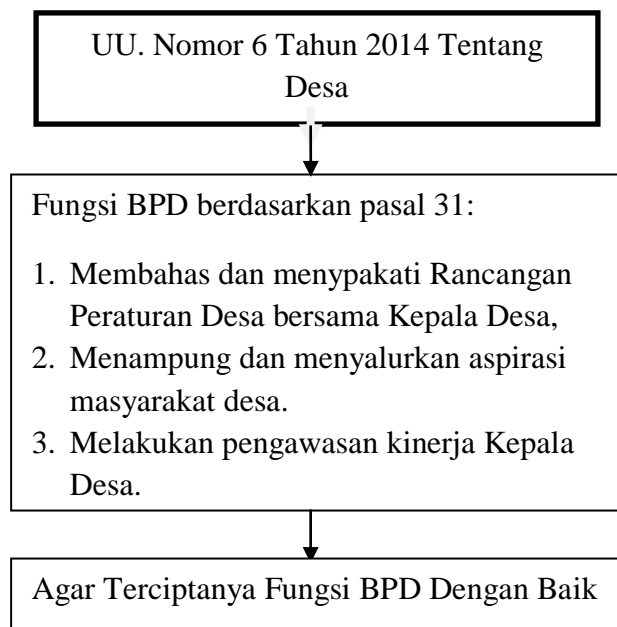 UU. Nomor 6 Tahun 2014 Tentang
Desa
Fungsi BPD berdasarkan pasal 31:
1. Membahas dan menypakati Rancangan
Peraturan Desa bersama Kepala Desa,
2. Menampung dan menyalurkan aspirasi
masyarakat desa.
3. Melakukan pengawasan kinerja Kepala
Desa.
Agar Terciptanya Fungsi BPD Dengan Baik